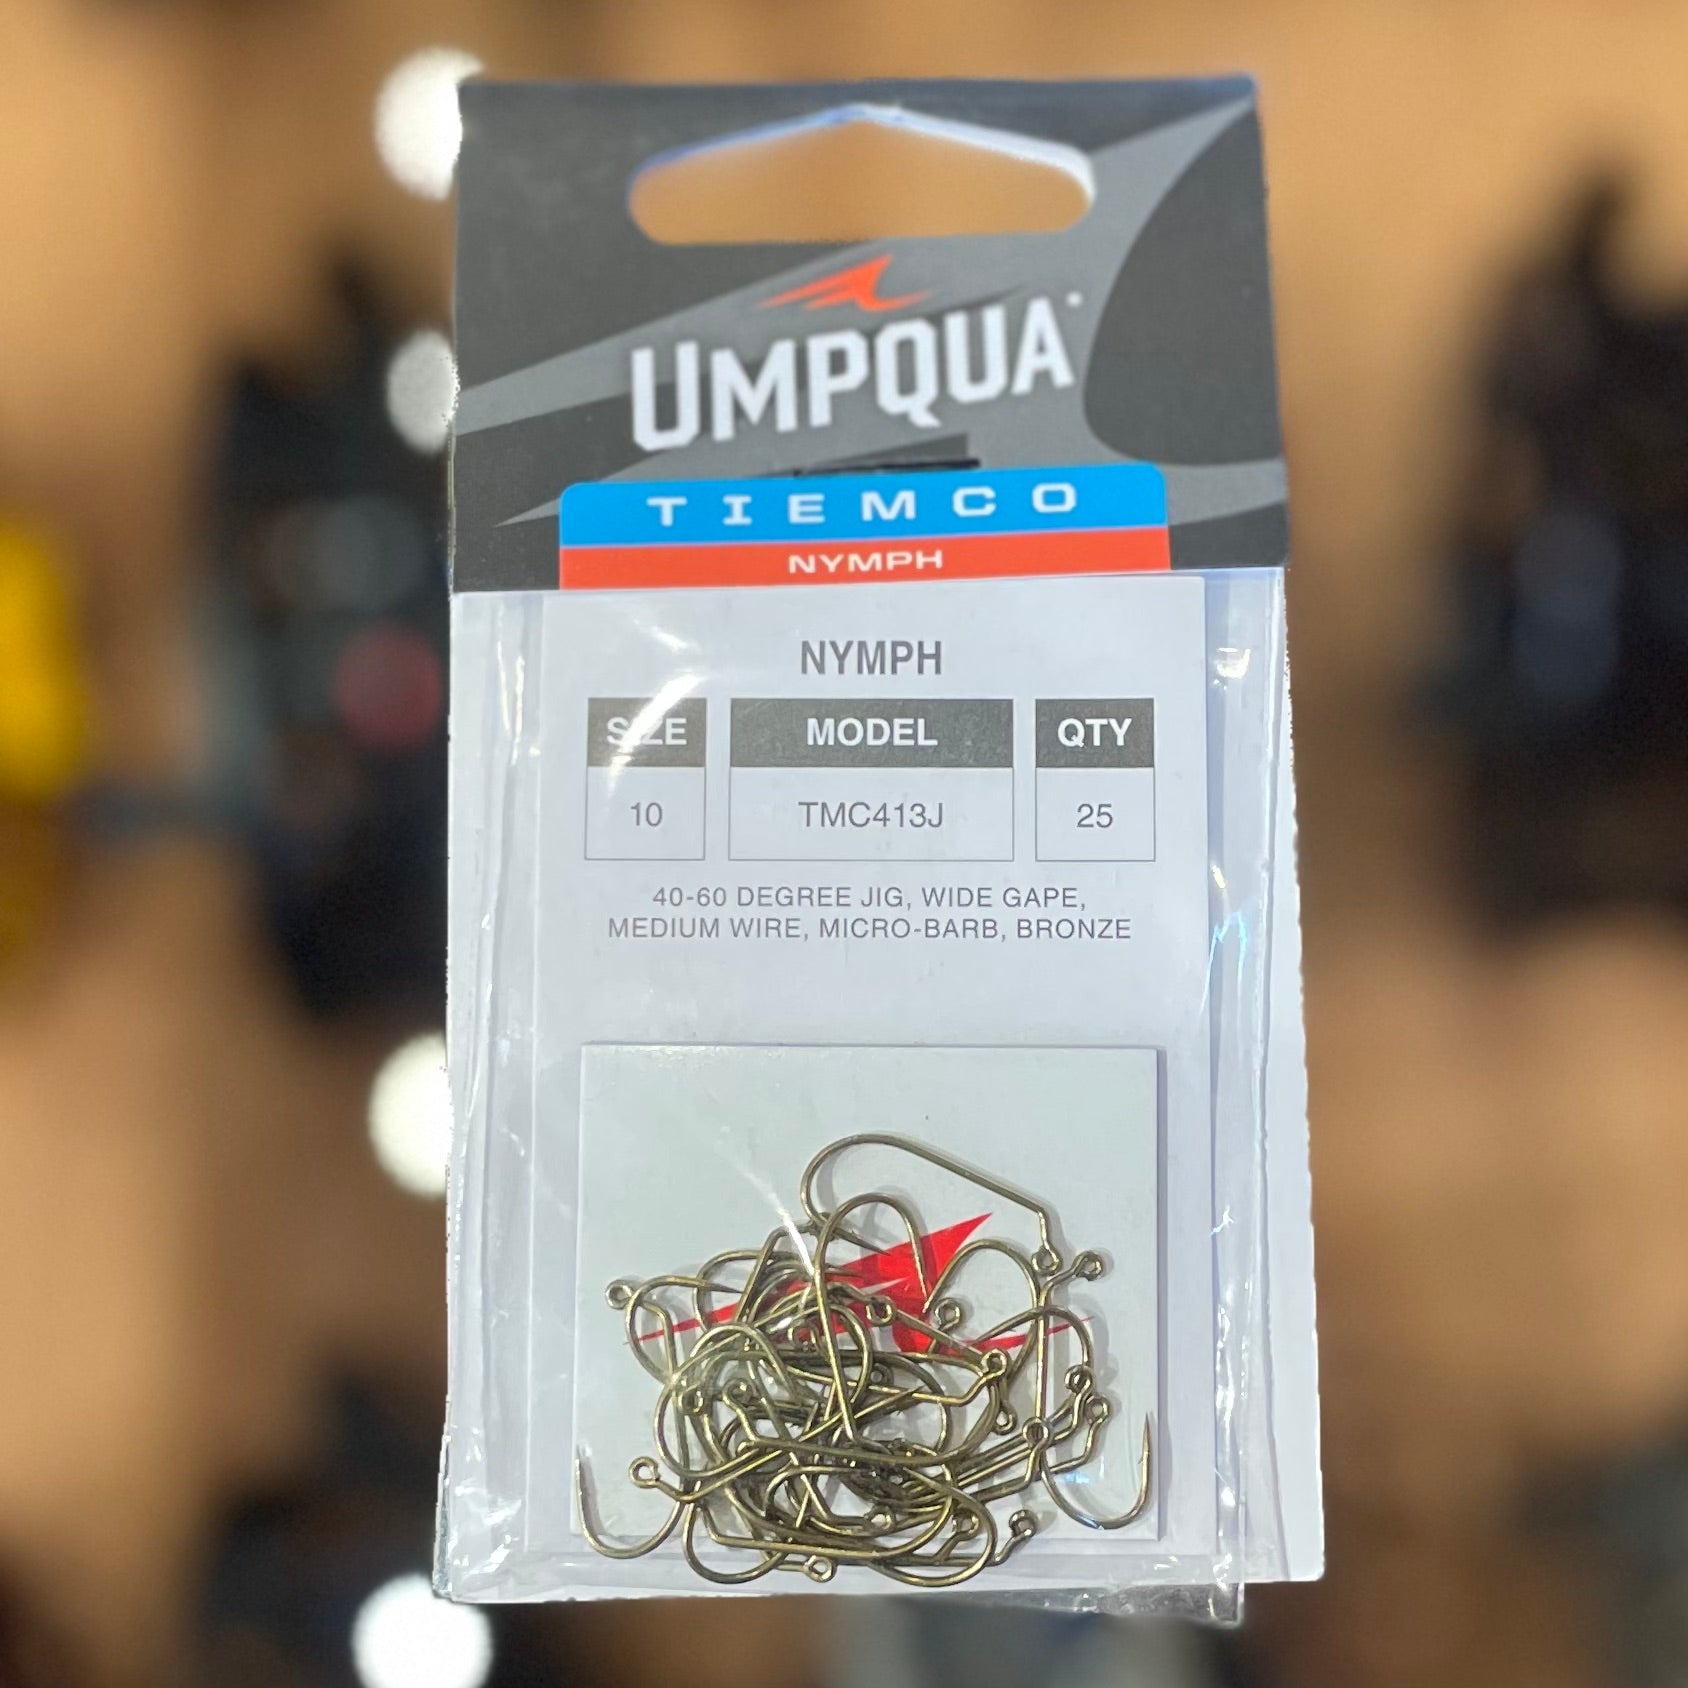 UMPQUA
TIEMCO
NYMPH
NYMPH
SIZE MODEL QTY
10 TMC413J 25
40-60 DEGREE JIG, WIDE GAPE,
MEDIUM WIRE, MICRO-BARB, BRONZE